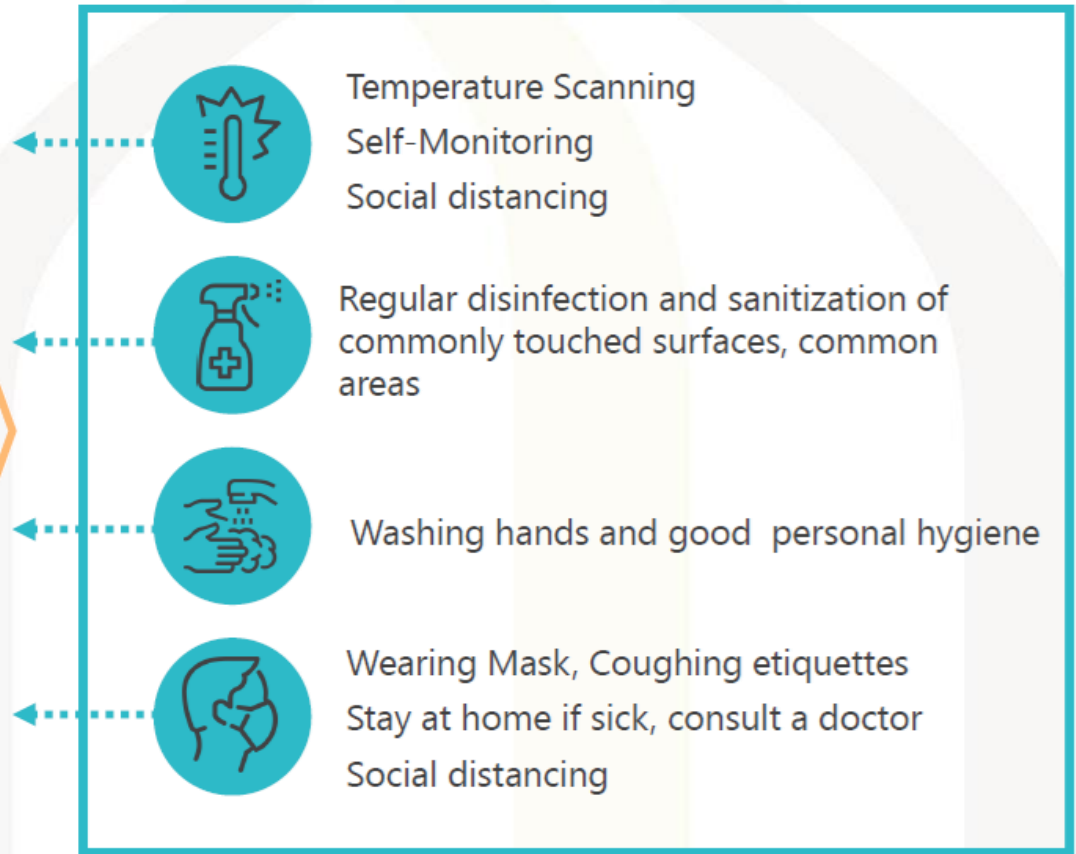 Temperature Scanning
Self-Monitoring
Social distancing
Regular disinfection and sanitization of
commonly touched surfaces, common
areas
Washing hands and good  personal hygiene
Wearing Mask, Coughing etiquettes
Stay at home if sick, consult a doctor
Social distancing